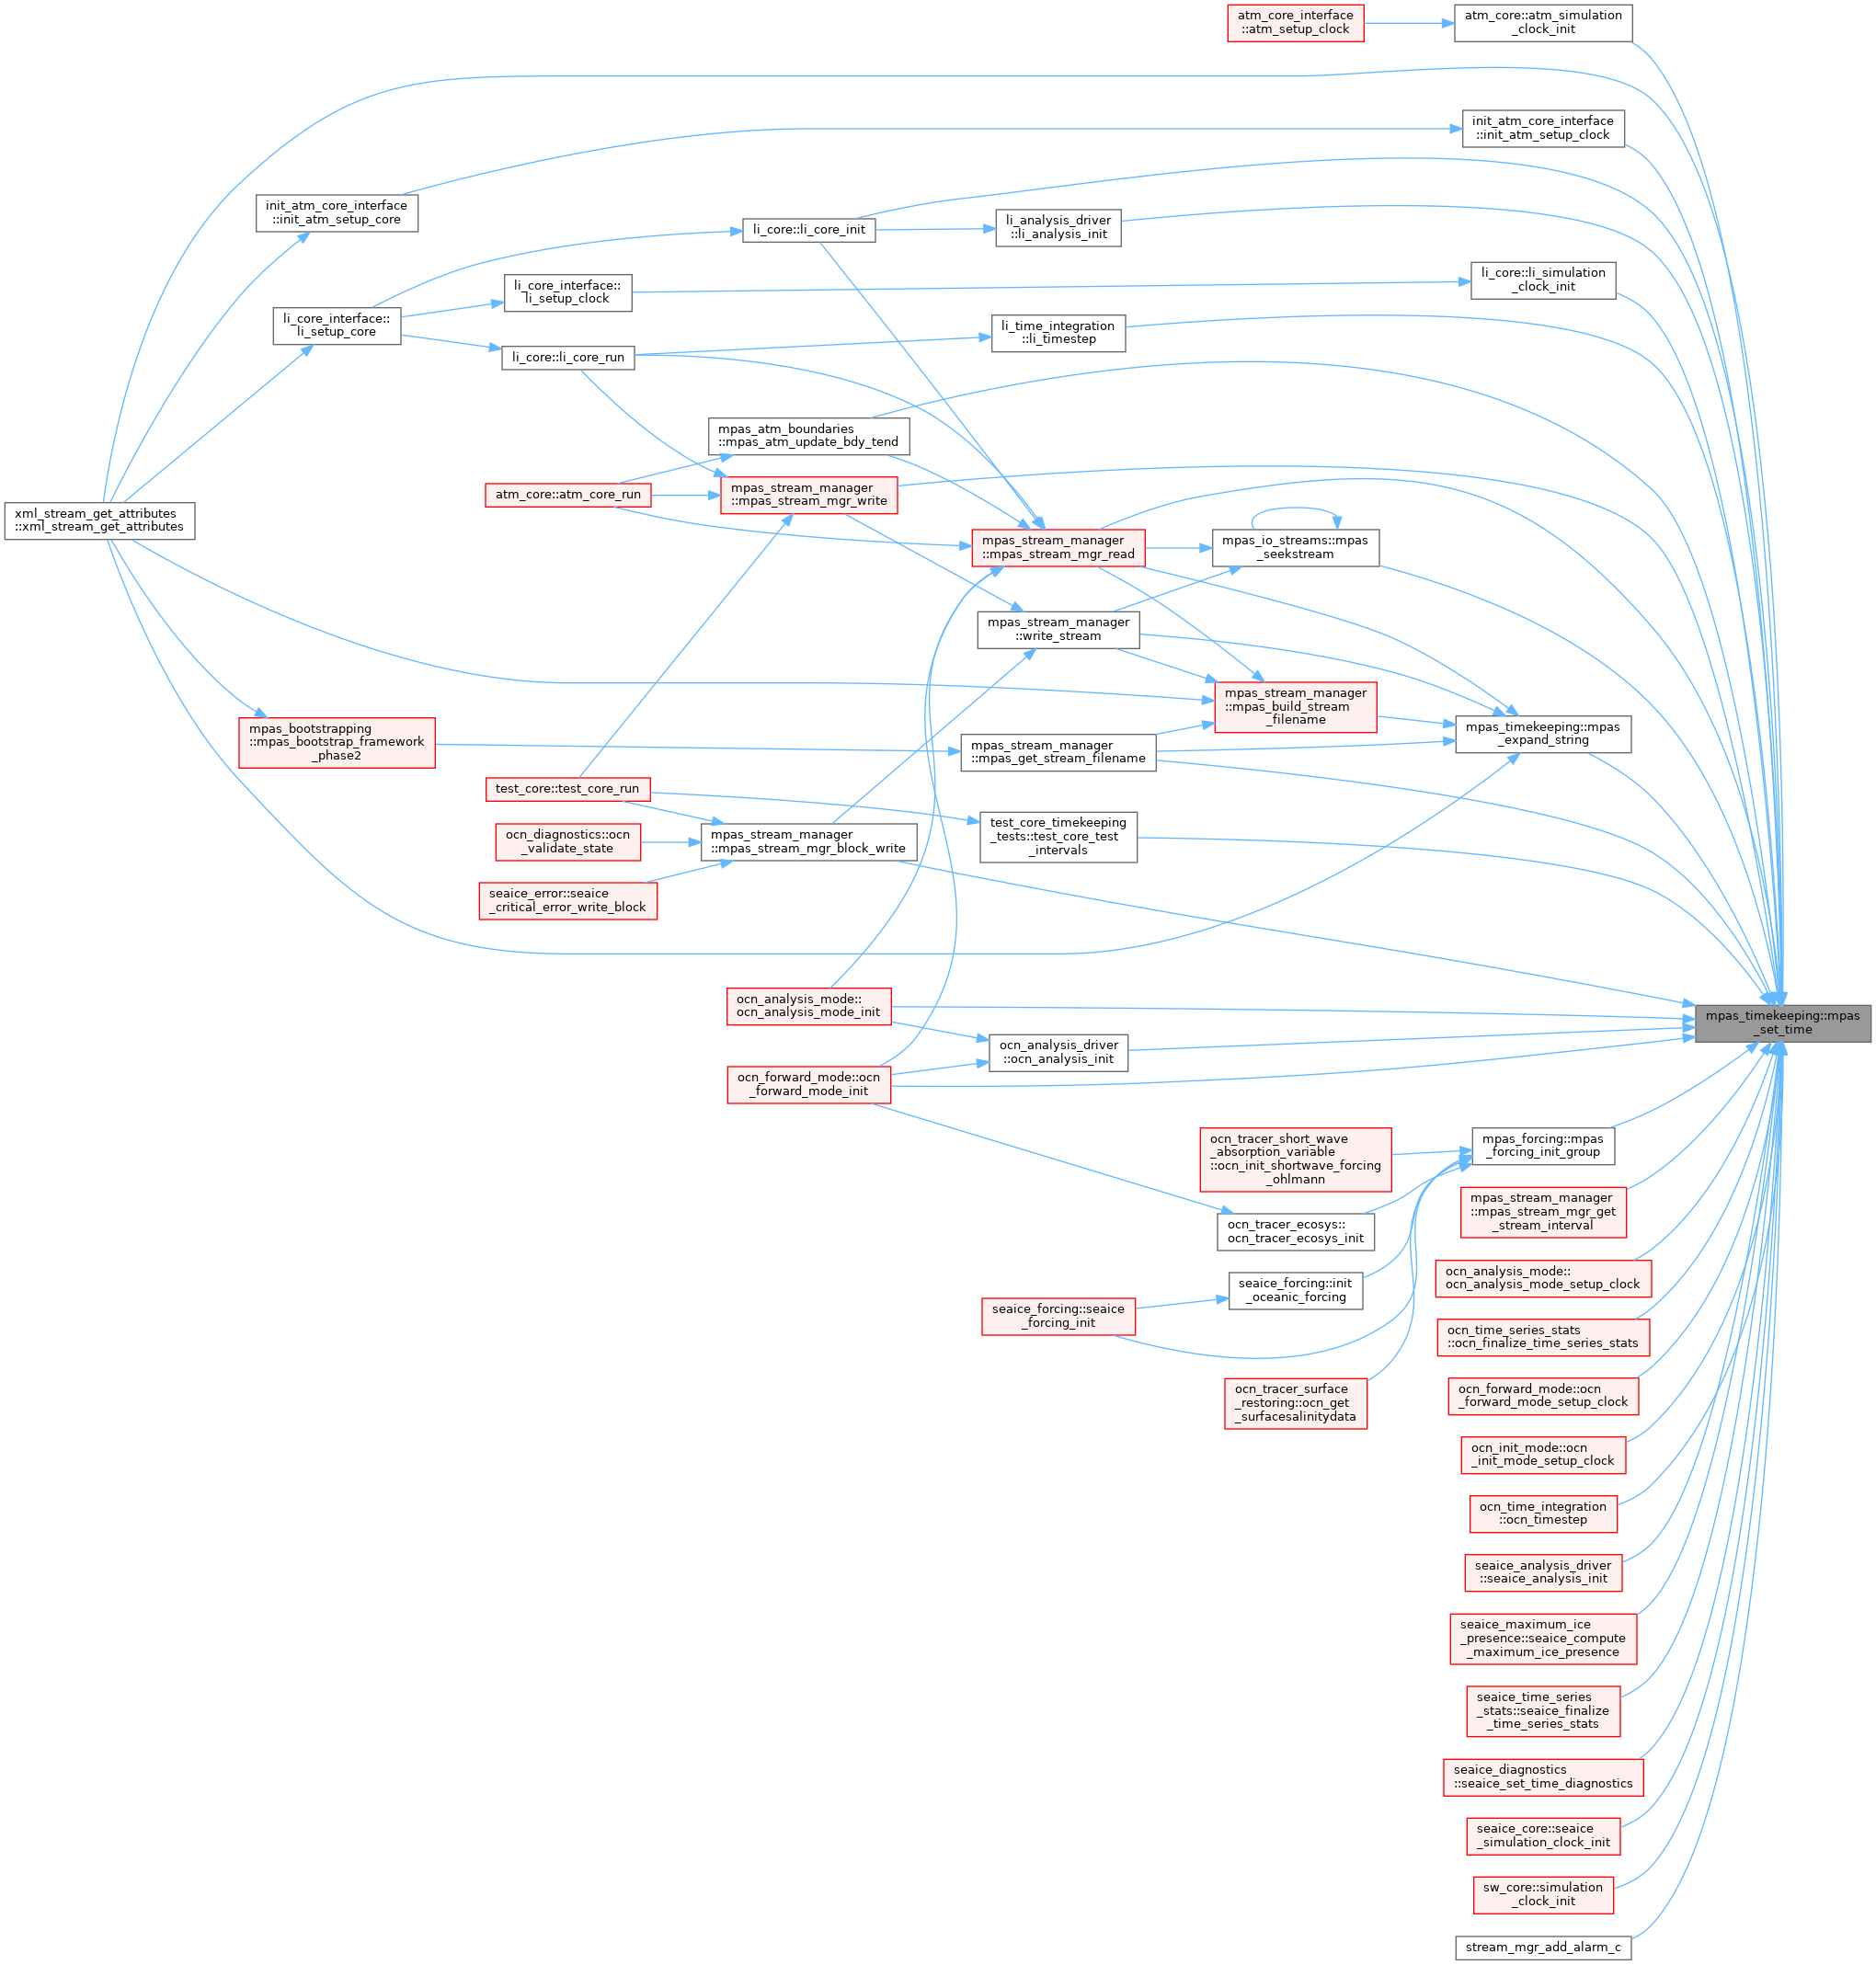 atm_core_interface
::atm_setup_clock
atm_core::atm_simulation
_clock_init
init_atm_core_interface
::init_atm_setup_clock
init_atm_core_interface
::init_atm_setup_core
li_core::li_core_init
li_analysis_driver
::li_analysis_init
li_core_interface::
li_setup_clock
li_core::li_simulation
_clock_init
li_core_interface::
li_setup_core
li_core::li_core_run
li_time_integration
::li_timestep
mpas_atm_boundaries
::mpas_atm_update_bdy_tend
atm_core::atm_core_run
mpas_stream_manager
::mpas_stream_mgr_write
xml_stream_get_attributes
::xml_stream_get_attributes
mpas_stream_manager
::mpas_stream_mgr_read
mpas_io_streams::mpas
_seekstream
mpas_stream_manager
::write_stream
mpas_stream_manager
::mpas_build_stream
_filename
mpas_timekeeping::mpas
_expand_string
mpas_bootstrapping
::mpas_bootstrap_framework
_phase2
mpas_stream_manager
::mpas_get_stream_filename
test_core::test_core_run
test_core_timekeeping
_tests::test_core_test
_intervals
ocn_diagnostics::ocn
_validate_state
mpas_stream_manager
::mpas_stream_mgr_block_write
seaice_error::seaice
_critical_error_write_block
ocn_analysis_mode::
ocn_analysis_mode_init
mpas_timekeeping::mpas
_set_time
ocn_analysis_driver
::ocn_analysis_init
ocn_forward_mode::ocn
_forward_mode_init
ocn_tracer_short_wave
_absorption_variable
::ocn_init_shortwave_forcing
_ohlmann
mpas_forcing::mpas
_forcing_init_group
mpas_stream_manager
::mpas_stream_mgr_get
_stream_interval
ocn_tracer_ecosys::
ocn_tracer_ecosys_init
ocn_analysis_mode::
ocn_analysis_mode_setup_clock
seaice_forcing::init
_oceanic_forcing
seaice_forcing::seaice
_forcing_init
ocn_time_series_stats
::ocn_finalize_time_series_stats
ocn_tracer_surface
_restoring::ocn_get
_surfacesalinitydata
ocn_forward_mode::ocn
_forward_mode_setup_clock
ocn_init_mode::ocn
_init_mode_setup_clock
ocn_time_integration
::ocn_timestep
seaice_analysis_driver
::seaice_analysis_init
seaice_maximum_ice
_presence::seaice_compute
_maximum_ice_presence
seaice_time_series
_stats::seaice_finalize
_time_series_stats
seaice_diagnostics
::seaice_set_time_diagnostics
seaice_core::seaice
_simulation_clock_init
sw_core::simulation
_clock_init
stream_mgr_add_alarm_c